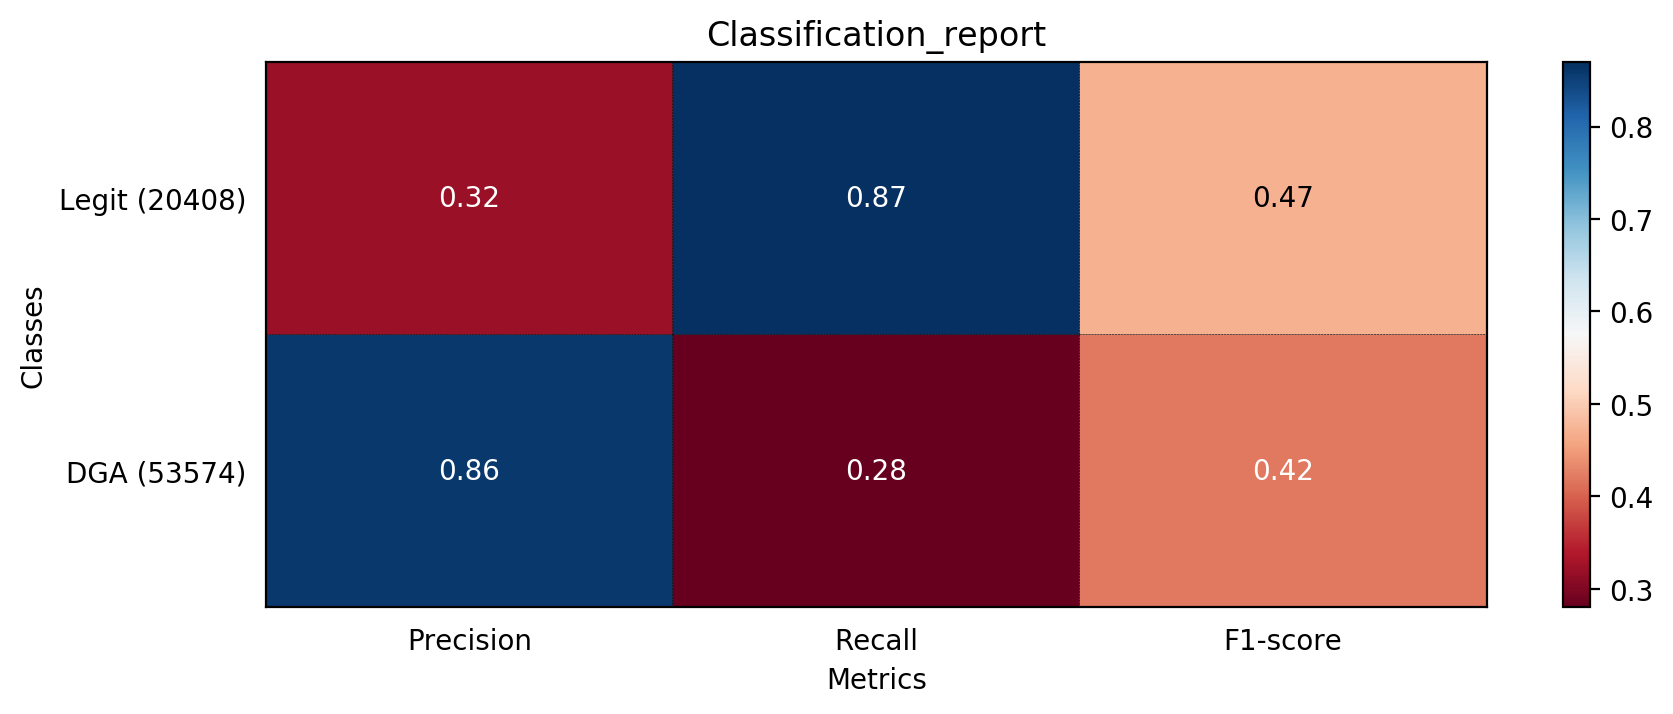 Classification_report
Legit (20408)
0.32
0.87
0.47
DGA (53574)
0.86
0.28
0.42
Classes
Precision
Recall
F1-score
Metrics
0.8
0.7
0.6
0.5
0.4
0.3